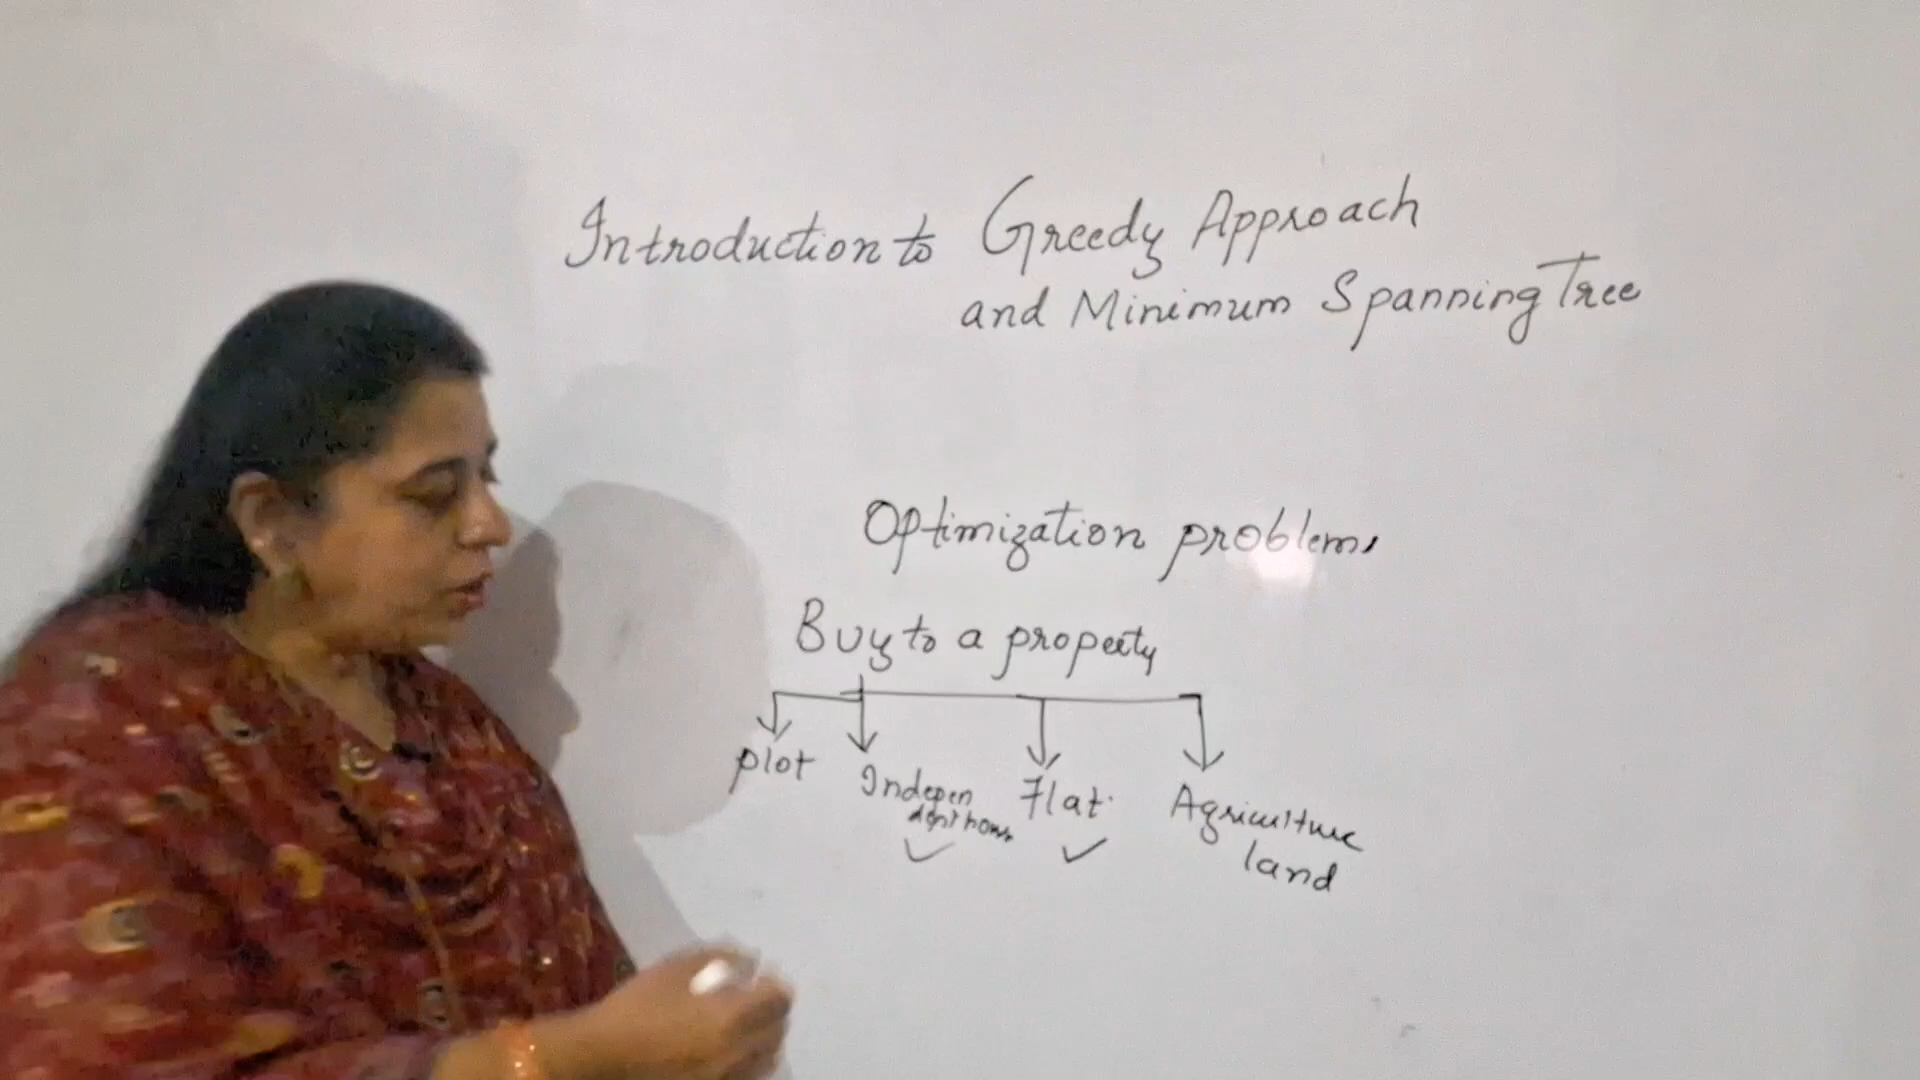 Introduction to Greedy Approach
and Minimum Spanning Tree
Optimization problems
Buy to a property
plot
Indepen
dent house
Flat
Agriculture
land